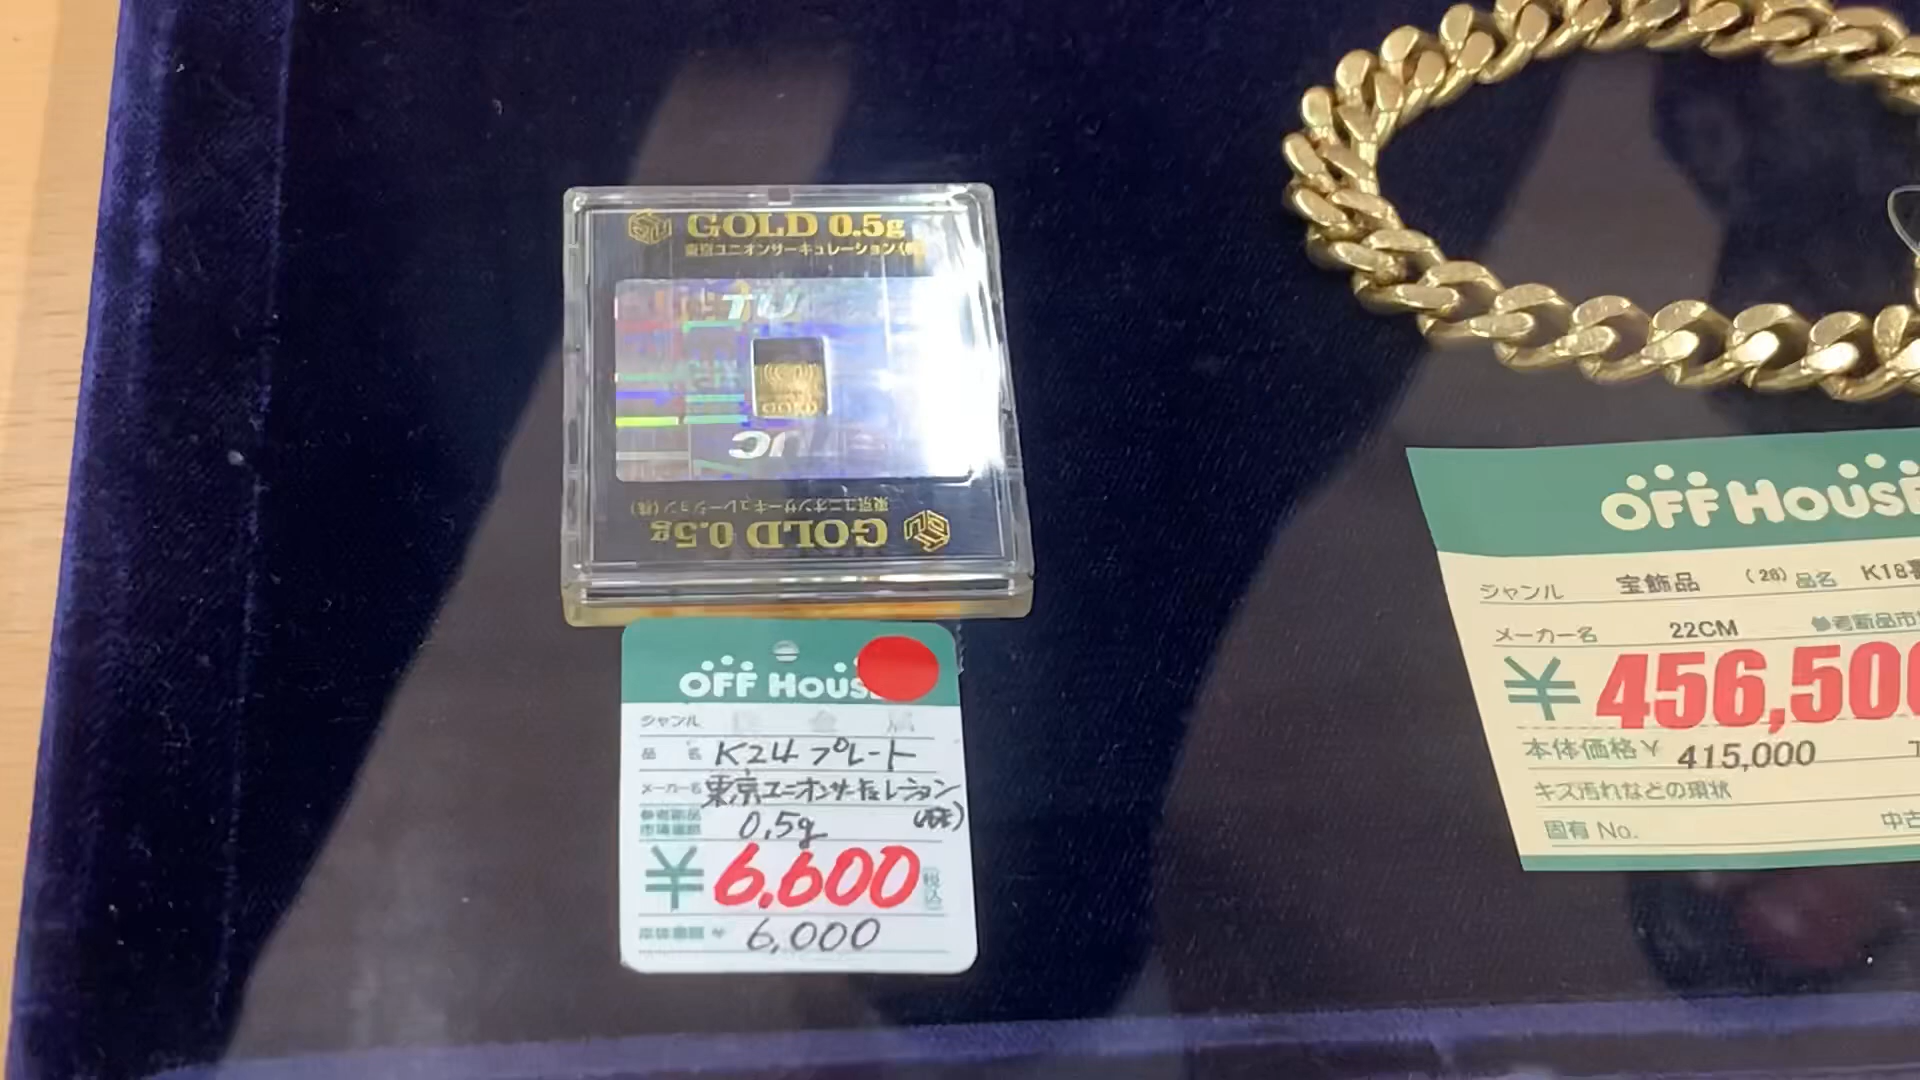 GOLD 0.5g
東京ユニオンサーキュレーション(株
TU
GOLD
UC
東京ユニオンサーキュレーション(株)
GOLD 0.5g
OFF HOUS
ジャンル
品 名 K24プレート
メーカー名 東京ユニオンサーキュレーション
参考新品
市場価格 0.5g (株)
¥6,600 税込
本体価格 ¥ 6,000
OFF HOUSE
ジャンル 宝飾品 (28) 品名 K18
メーカー名 22CM 参考新品市
¥456,50
本体価格¥ 415,000
キズ汚れなどの現状
固有 No. 中古